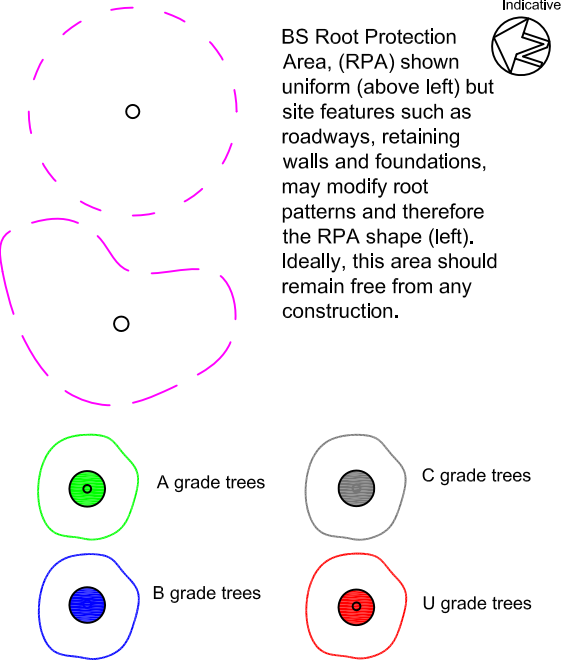 Indicative
BS Root Protection
Area, (RPA) shown
uniform (above left) but
site features such as
roadways, retaining
walls and foundations,
may modify root
patterns and therefore
the RPA shape (left).
Ideally, this area should
remain free from any
construction.
A grade trees
C grade trees
B grade trees
U grade trees